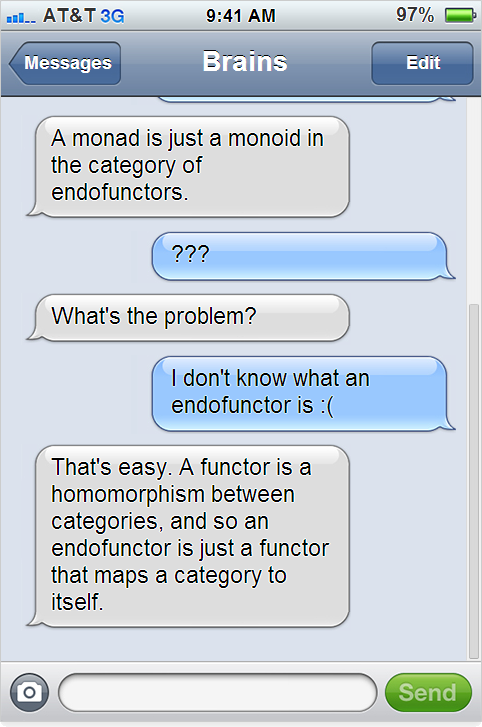 AT&T 3G 9:41 AM 97%
Messages Brains Edit
A monad is just a monoid in
the category of
endofunctors.
???
What's the problem?
I don't know what an
endofunctor is :(
That's easy. A functor is a
homomorphism between
categories, and so an
endofunctor is just a functor
that maps a category to
itself.
Send